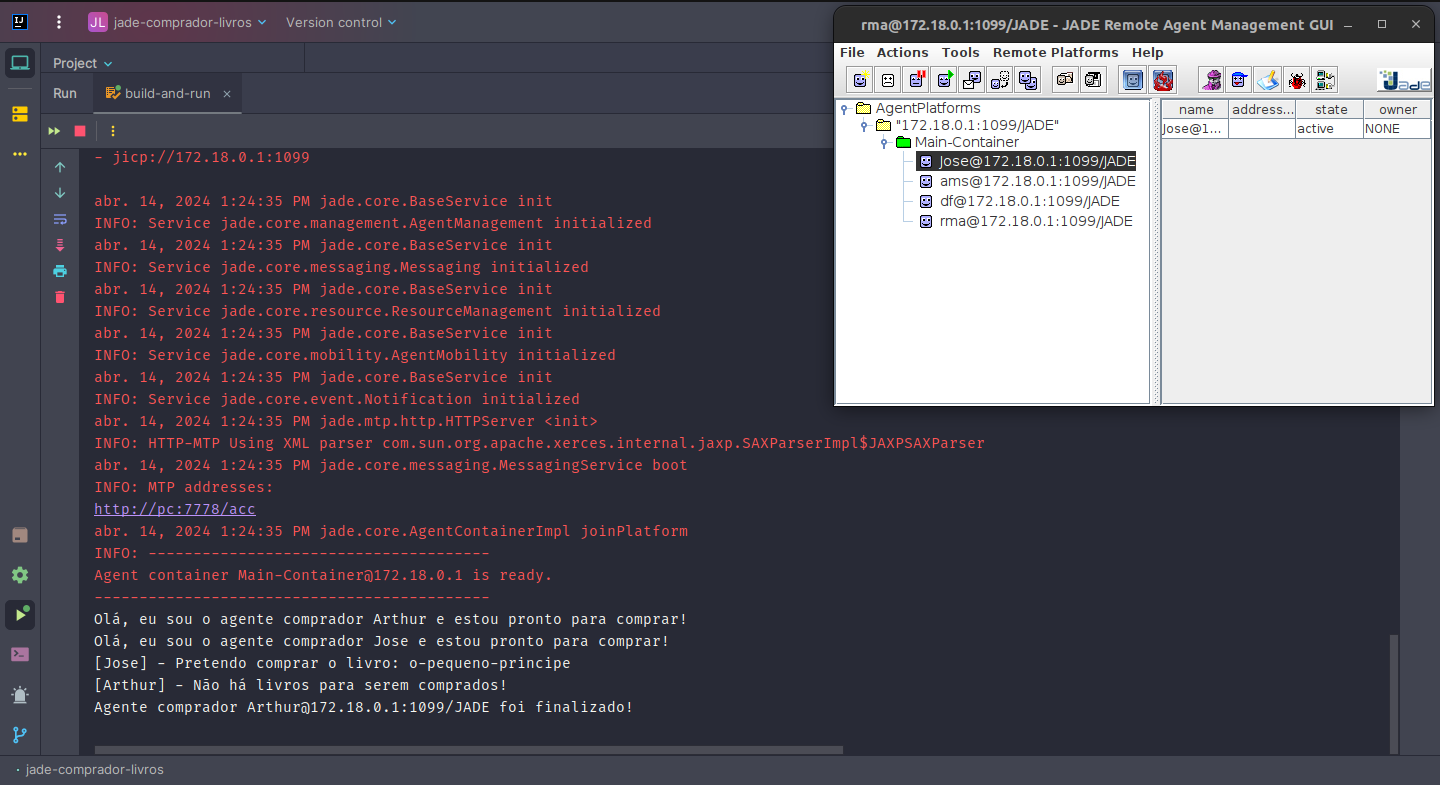 JL jade-comprador-livros Version control
Project
Run build-and-run
- jicp://172.18.0.1:1099
abr. 14, 2024 1:24:35 PM jade.core.BaseService init
INFO: Service jade.core.management.AgentManagement initialized
abr. 14, 2024 1:24:35 PM jade.core.BaseService init
INFO: Service jade.core.messaging.Messaging initialized
abr. 14, 2024 1:24:35 PM jade.core.BaseService init
INFO: Service jade.core.resource.ResourceManagement initialized
abr. 14, 2024 1:24:35 PM jade.core.BaseService init
INFO: Service jade.core.mobility.AgentMobility initialized
abr. 14, 2024 1:24:35 PM jade.core.BaseService init
INFO: Service jade.core.event.Notification initialized
abr. 14, 2024 1:24:35 PM jade.mtp.http.HTTPServer <init>
INFO: HTTP-MTP Using XML parser com.sun.org.apache.xerces.internal.jaxp.SAXParserImpl$JAXPSAXParser
abr. 14, 2024 1:24:35 PM jade.core.messaging.MessagingService boot
INFO: MTP addresses:
http://pc:7778/acc
abr. 14, 2024 1:24:35 PM jade.core.AgentContainerImpl joinPlatform
INFO: --------------------------------------
Agent container Main-Container@172.18.0.1 is ready.
--------------------------------------------
Olá, eu sou o agente comprador Arthur e estou pronto para comprar!
Olá, eu sou o agente comprador Jose e estou pronto para comprar!
[Jose] - Pretendo comprar o livro: o-pequeno-principe
[Arthur] - Não há livros para serem comprados!
Agente comprador Arthur@172.18.0.1:1099/JADE foi finalizado!
jade-comprador-livros
rma@172.18.0.1:1099/JADE - JADE Remote Agent Management GUI
File Actions Tools Remote Platforms Help
Jade
AgentPlatforms
"172.18.0.1:1099/JADE"
Main-Container
Jose@172.18.0.1:1099/JADE
ams@172.18.0.1:1099/JADE
df@172.18.0.1:1099/JADE
rma@172.18.0.1:1099/JADE
name address... state owner
Jose@1... active NONE